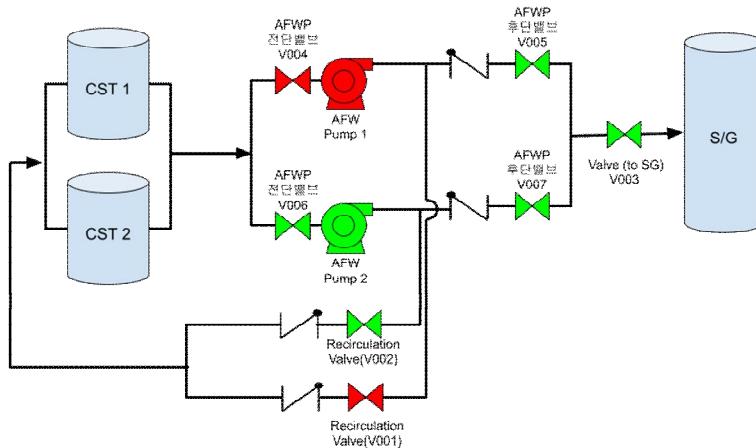 AFWP
전단밸브
V004
AFWP
후단밸브
V005
CST 1
AFW
Pump 1
S/G
AFWP
전단밸브
V006
AFWP
후단밸브
V007
Valve (to SG)
V003
CST 2
AFW
Pump 2
Recirulation
Valve(V002)
Recirulation
Valve(V001)